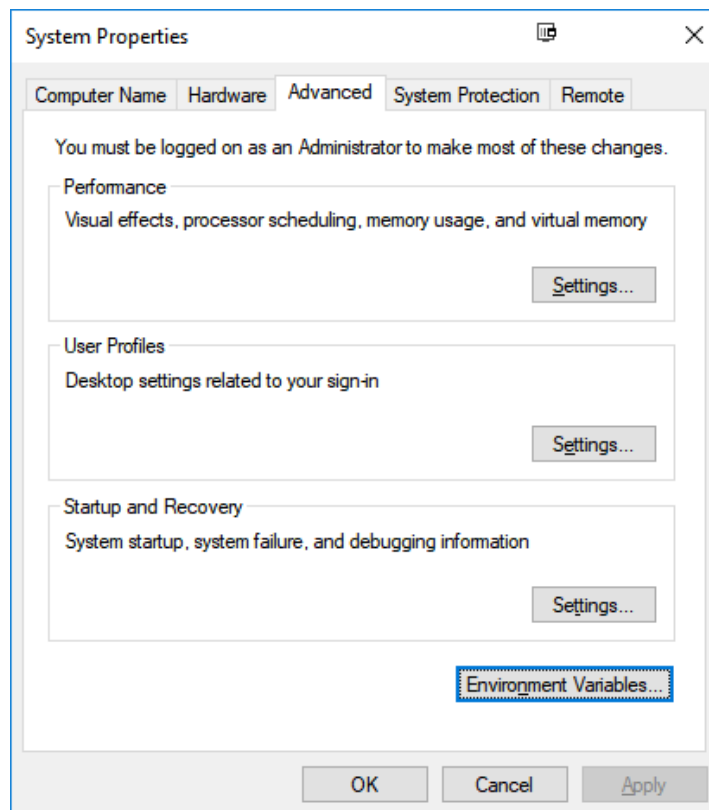 System Properties
Computer Name Hardware Advanced System Protection Remote
You must be logged on as an Administrator to make most of these changes.
Performance
Visual effects, processor scheduling, memory usage, and virtual memory
Settings...
User Profiles
Desktop settings related to your sign-in
Settings...
Startup and Recovery
System startup, system failure, and debugging information
Settings...
Environment Variables...
OK Cancel Apply